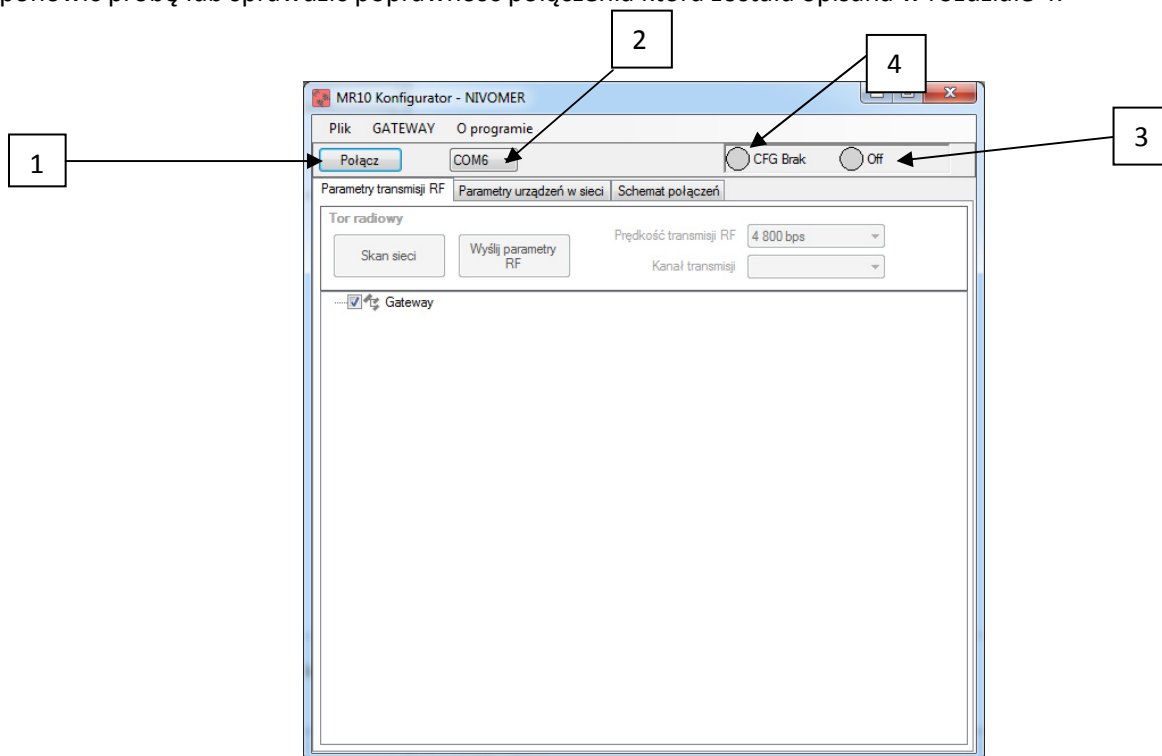 ponowić próbę lub sprawdzić poprawność połączenia która została opisana w rozdziale
2
4
MR10 Konfigurator - NIVOMER
Plik GATEWAY O programie
3
1
Połącz COM6 CFG Brak Off
Parametry transmisji RF Parametry urządzeń w sieci Schemat połączeń
Tor radiowy
Skan sieci
Wyślij parametry
RF
Prędkość transmisji RF 4 800 bps
Kanał transmisji
Gateway